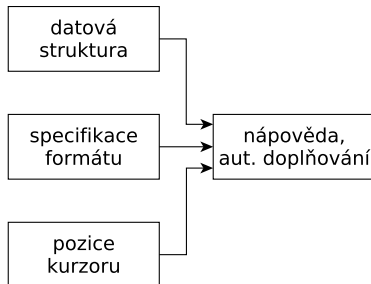 datová
struktura
specifikace
formátu
nápověda,
aut. doplňování
pozice
kurzoru